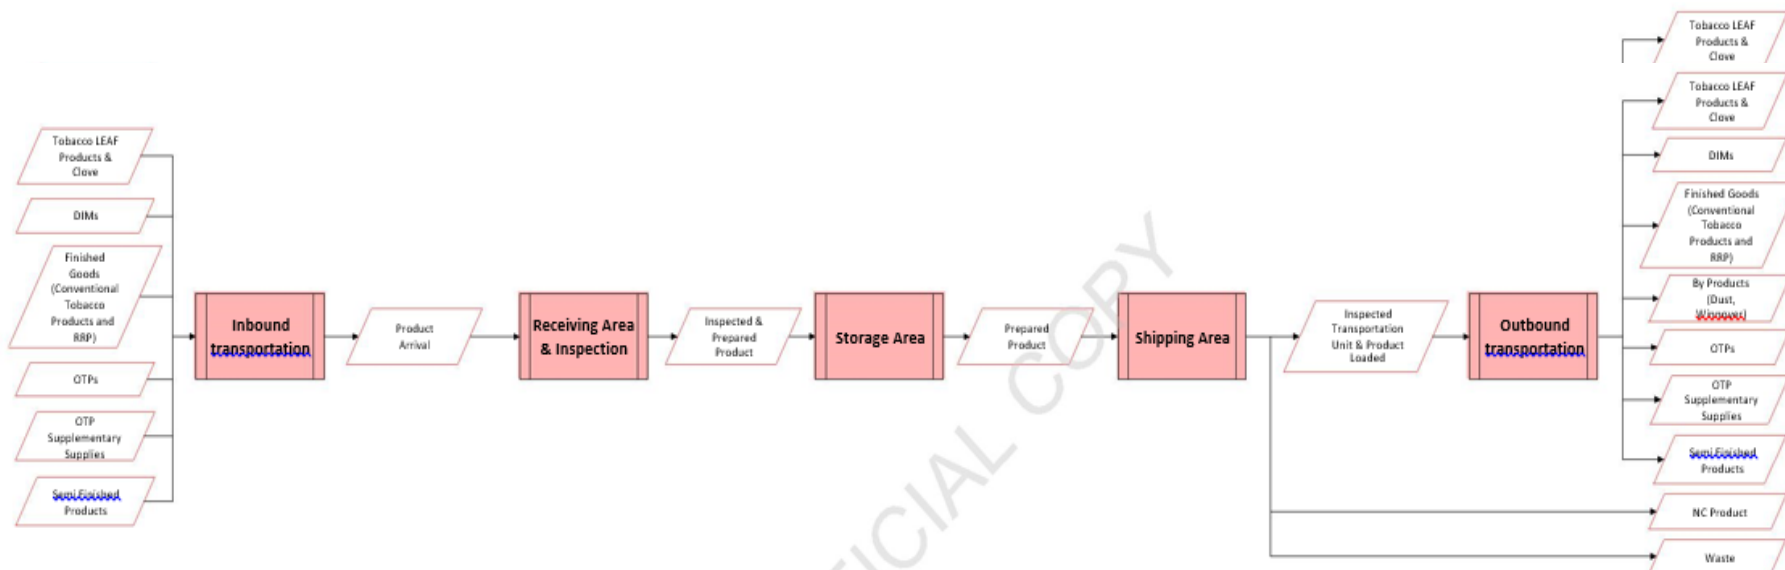 Tobacco LEAF
Products &
Clove
DIMs
Finished
Goods
(Conventional
Tobacco
Products and
RRP)
OTPs
OTP
Supplementary
Supplies
Semi Finished
Products
Inbound
transportation
Product
Arrival
Receiving Area
& Inspection
Inspected &
Prepared
Product
Storage Area
Prepared
Product
Shipping Area
Inspected
Transportation
Unit & Product
Loaded
Outbound
transportation
Tobacco LEAF
Products &
Clove
Tobacco LEAF
Products &
Clove
DIMs
Finished Goods
(Conventional
Tobacco
Products and
RRP)
By Products
(Dust,
Winnover)
OTPs
OTP
Supplementary
Supplies
Semi Finished
Products
NC Product
Waste
FICIAL COPY